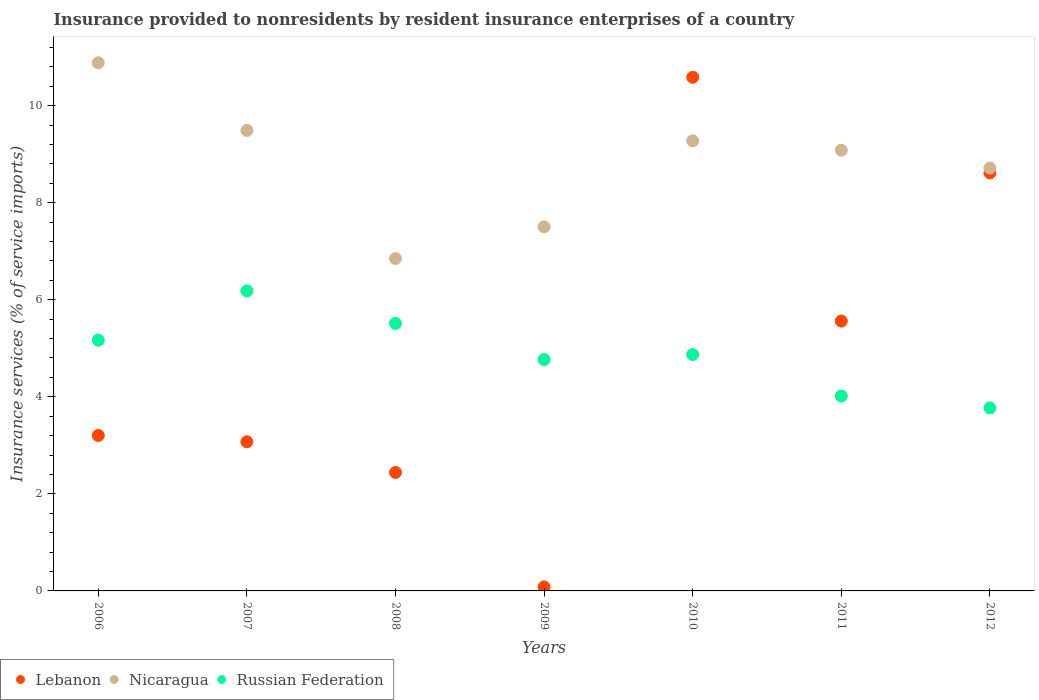 Insurance provided to nonresidents by resident insurance enterprises of a country
Insurance services (% of service imports)
10
8
6
4
2
0
2006
2007
2008
2009
2010
2011
2012
Years
Lebanon
Nicaragua
Russian Federation